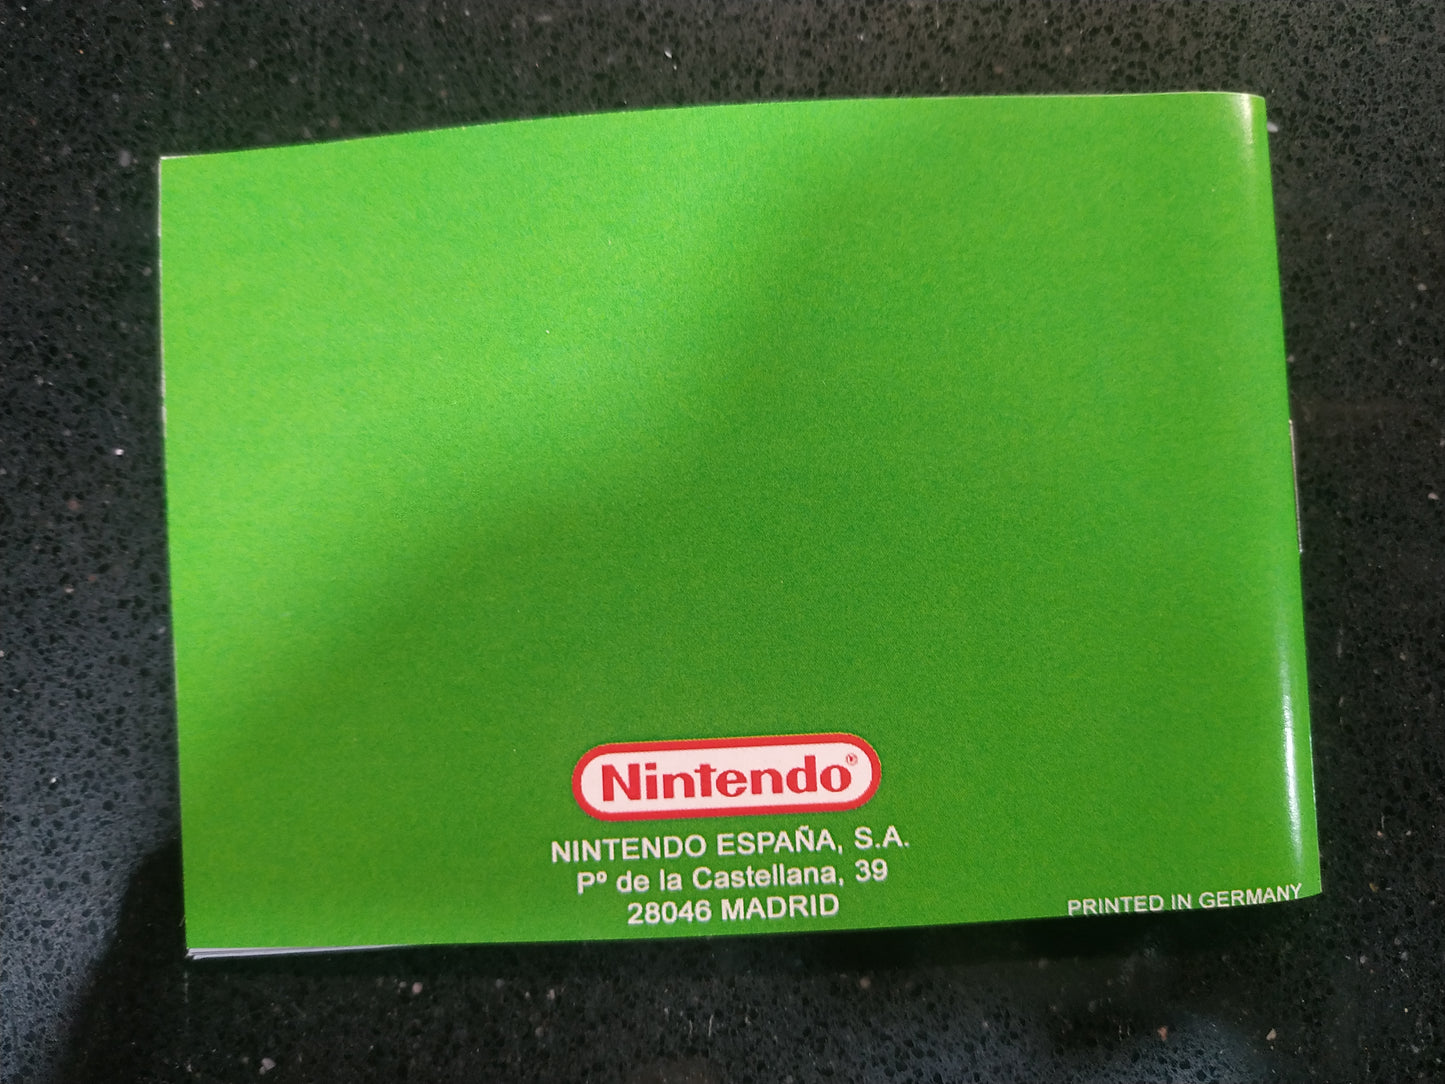 Nintendo®
NINTENDO ESPAÑA, S.A.
Pº de la Castellana, 39
28046 MADRID
PRINTED IN GERMANY